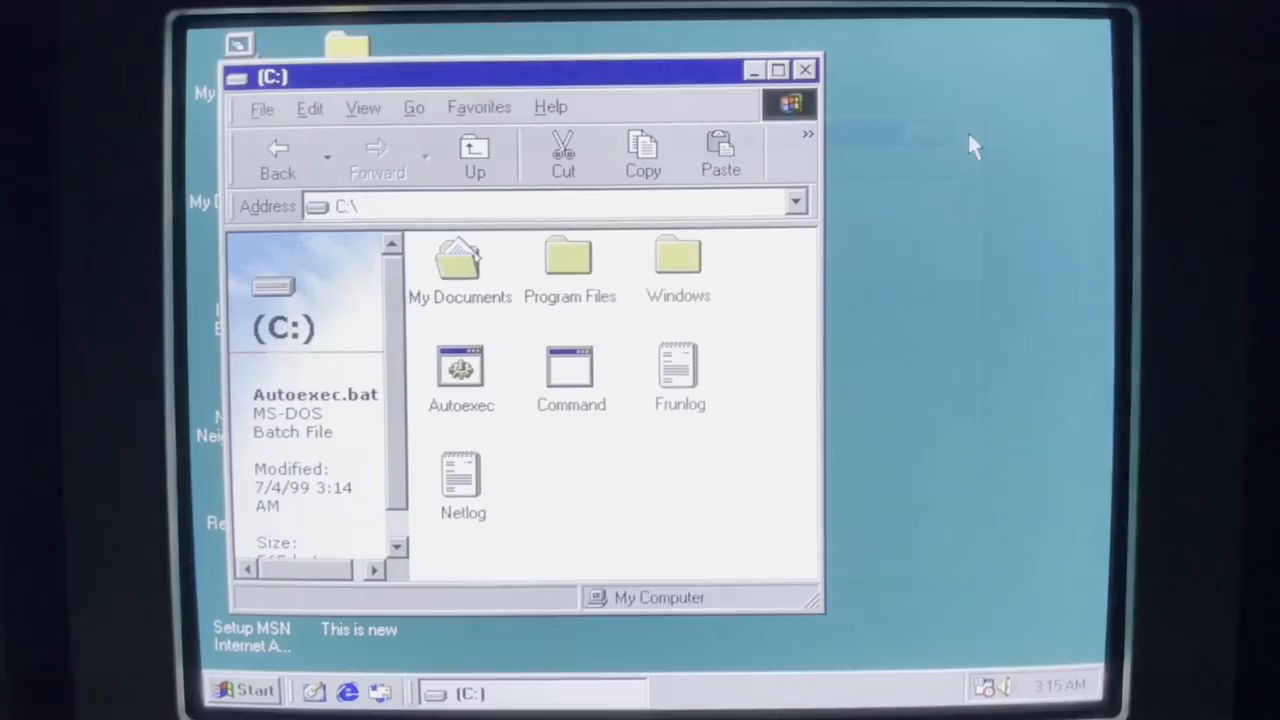 My
(C:)
File Edit View Go Favorites Help
Back Forward Up Cut Copy Paste »
My
Address C:\
My Documents Program Files Windows
(C:)
Autoexec.bat
MS-DOS
Batch File
Autoexec Command Frunlog
Modified:
7/4/99 3:14
AM
Netlog
Size:
My Computer
Setup MSN
Internet A...
This is new
Start (C:) 3:15 AM